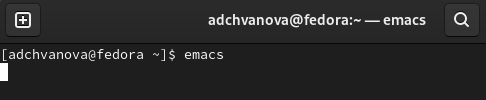 adchvanova@fedora:~ — emacs
[adchvanova@fedora ~]$ emacs